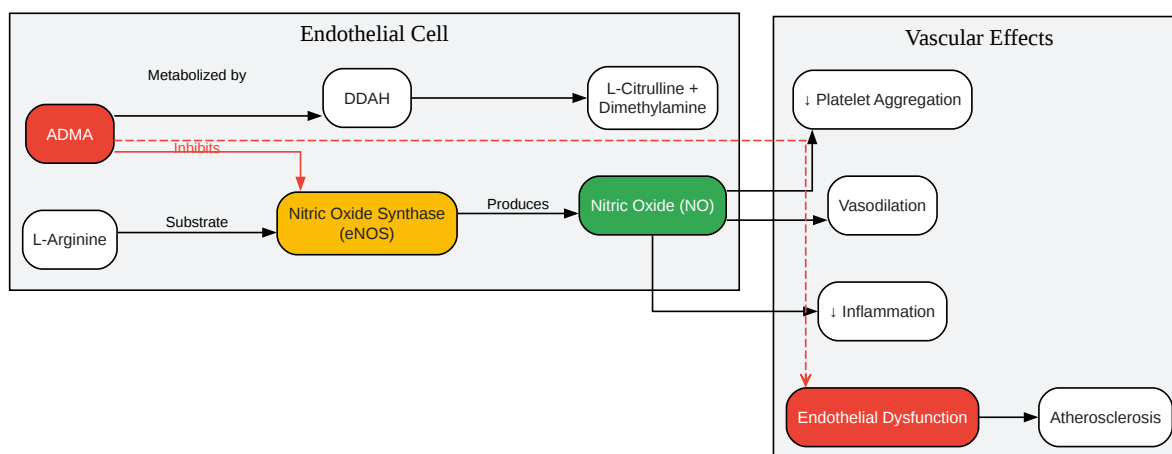 Endothelial Cell
Metabolized by
DDAH
L-Citrulline +
Dimethylamine
ADMA
Inhibits
L-Arginine
Substrate
Nitric Oxide Synthase
(eNOS)
Produces
Nitric Oxide (NO)
Vascular Effects
↓ Platelet Aggregation
Vasodilation
↓ Inflammation
Endothelial Dysfunction
Atherosclerosis